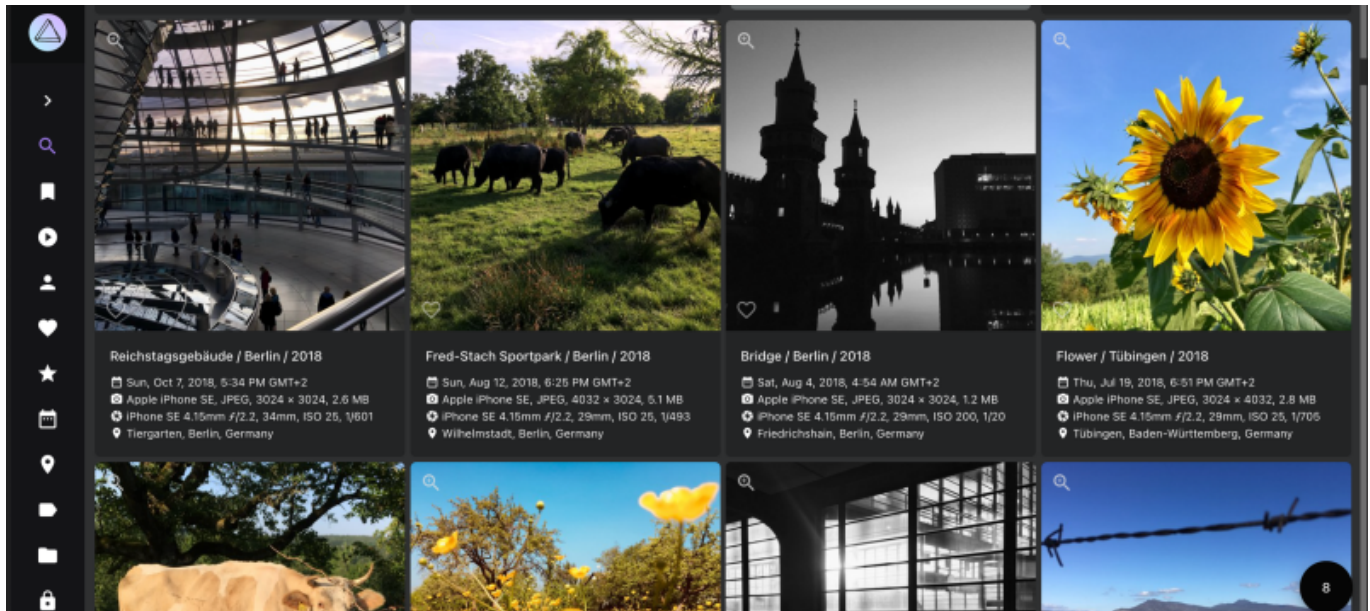 Reichstagsgebäude / Berlin / 2018
Sun, Oct 7, 2018, 5:34 PM GMT+2
Apple iPhone SE, JPEG, 3024 × 3024, 2.6 MB
iPhone SE 4.15mm ƒ/2.2, 34mm, ISO 25, 1/601
Tiergarten, Berlin, Germany
Fred-Stach Sportpark / Berlin / 2018
Sun, Aug 12, 2018, 6:25 PM GMT+2
Apple iPhone SE, JPEG, 4032 × 3024, 5.1 MB
iPhone SE 4.15mm ƒ/2.2, 29mm, ISO 25, 1/493
Wilhelmstadt, Berlin, Germany
Bridge / Berlin / 2018
Sat, Aug 4, 2018, 4:54 AM GMT+2
Apple iPhone SE, JPEG, 3024 × 3024, 1.2 MB
iPhone SE 4.15mm ƒ/2.2, 29mm, ISO 200, 1/20
Friedrichshain, Berlin, Germany
Flower / Tübingen / 2018
Thu, Jul 19, 2018, 6:51 PM GMT+2
Apple iPhone SE, JPEG, 3024 × 4032, 2.8 MB
iPhone SE 4.15mm ƒ/2.2, 29mm, ISO 25, 1/705
Tübingen, Baden-Württemberg, Germany
8